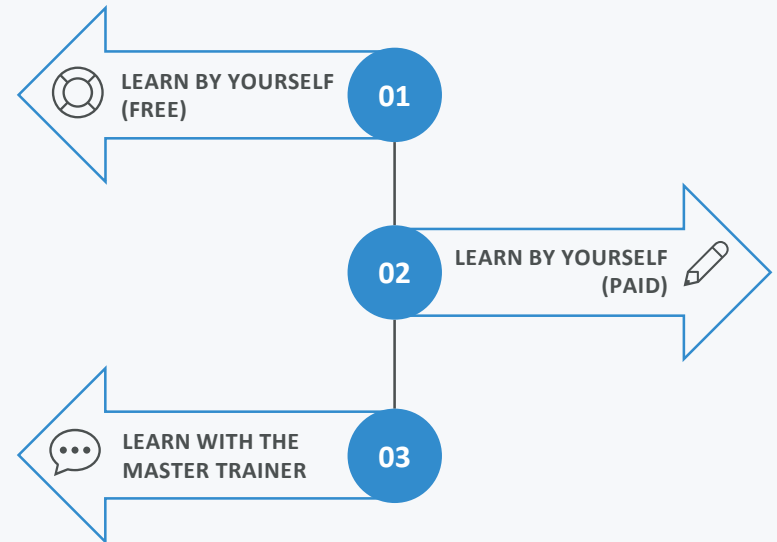 LEARN BY YOURSELF
(FREE)
01
02
LEARN BY YOURSELF
(PAID)
LEARN WITH THE
MASTER TRAINER
03